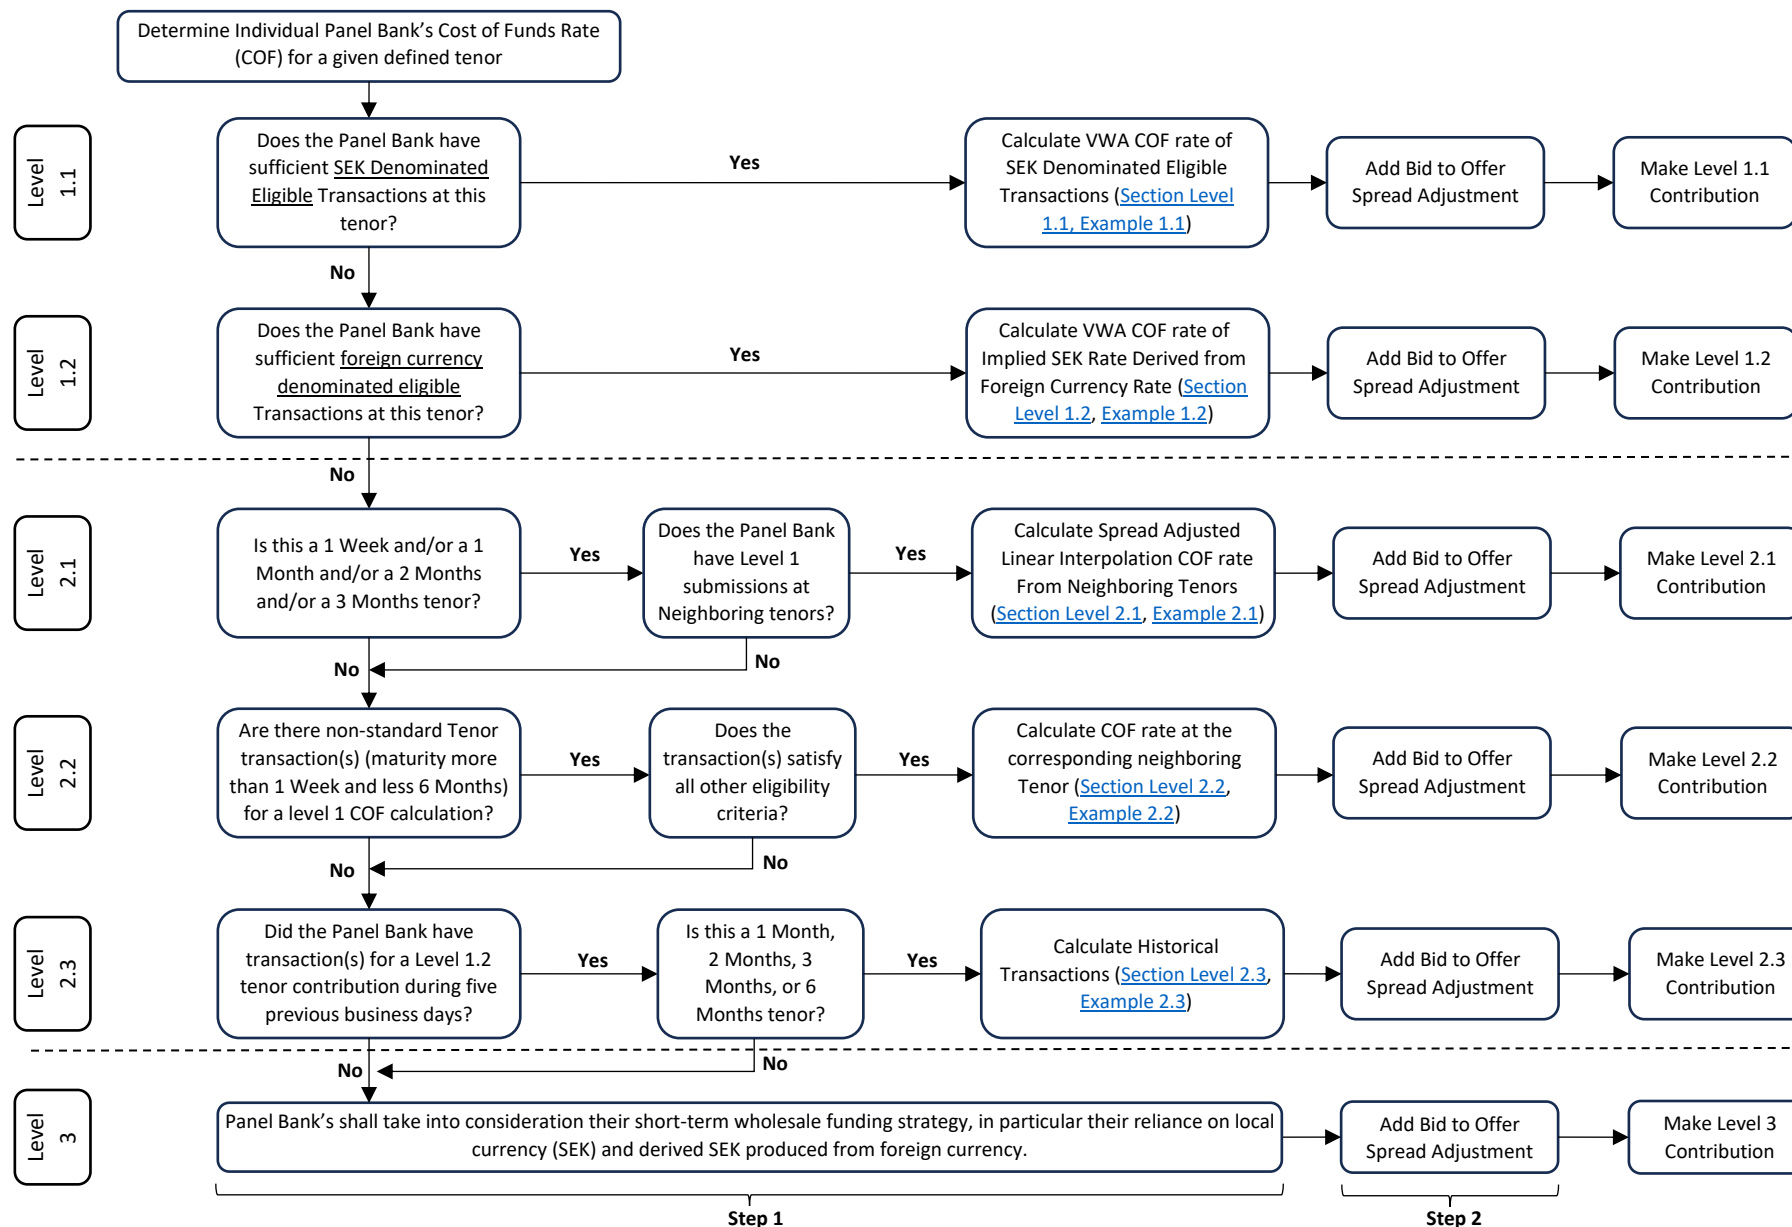 Determine Individual Panel Bank’s Cost of Funds Rate
(COF) for a given defined tenor
Level
1.1
Does the Panel Bank have
sufficient SEK Denominated
Eligible Transactions at this
tenor?
Yes
Calculate VWA COF rate of
SEK Denominated Eligible
Transactions (Section Level
1.1, Example 1.1)
Add Bid to Offer
Spread Adjustment
Make Level 1.1
Contribution
No
Level
1.2
Does the Panel Bank have
sufficient foreign currency
denominated eligible
Transactions at this tenor?
Yes
Calculate VWA COF rate of
Implied SEK Rate Derived from
Foreign Currency Rate (Section
Level 1.2, Example 1.2)
Add Bid to Offer
Spread Adjustment
Make Level 1.2
Contribution
No
Level
2.1
Is this a 1 Week and/or a 1
Month and/or a 2 Months
and/or a 3 Months tenor?
Yes
Does the Panel Bank
have Level 1
submissions at
Neighboring tenors?
Yes
Calculate Spread Adjusted
Linear Interpolation COF rate
From Neighboring Tenors
(Section Level 2.1, Example 2.1)
Add Bid to Offer
Spread Adjustment
Make Level 2.1
Contribution
No
No
Level
2.2
Are there non-standard Tenor
transaction(s) (maturity more
than 1 Week and less 6 Months)
for a level 1 COF calculation?
Yes
Does the
transaction(s) satisfy
all other eligibility
criteria?
Yes
Calculate COF rate at the
corresponding neighboring
Tenor (Section Level 2.2,
Example 2.2)
Add Bid to Offer
Spread Adjustment
Make Level 2.2
Contribution
No
No
Level
2.3
Did the Panel Bank have
transaction(s) for a Level 1.2
tenor contribution during five
previous business days?
Yes
Is this a 1 Month,
2 Months, 3
Months, or 6
Months tenor?
Yes
Calculate Historical
Transactions (Section Level 2.3,
Example 2.3)
Add Bid to Offer
Spread Adjustment
Make Level 2.3
Contribution
No
No
Level
3
Panel Bank’s shall take into consideration their short-term wholesale funding strategy, in particular their reliance on local
currency (SEK) and derived SEK produced from foreign currency.
Add Bid to Offer
Spread Adjustment
Make Level 3
Contribution
Step 1
Step 2